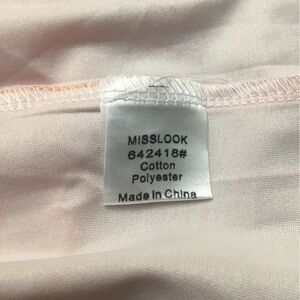 MISSLOOK
642418#
Cotton
Polyester
Made in China